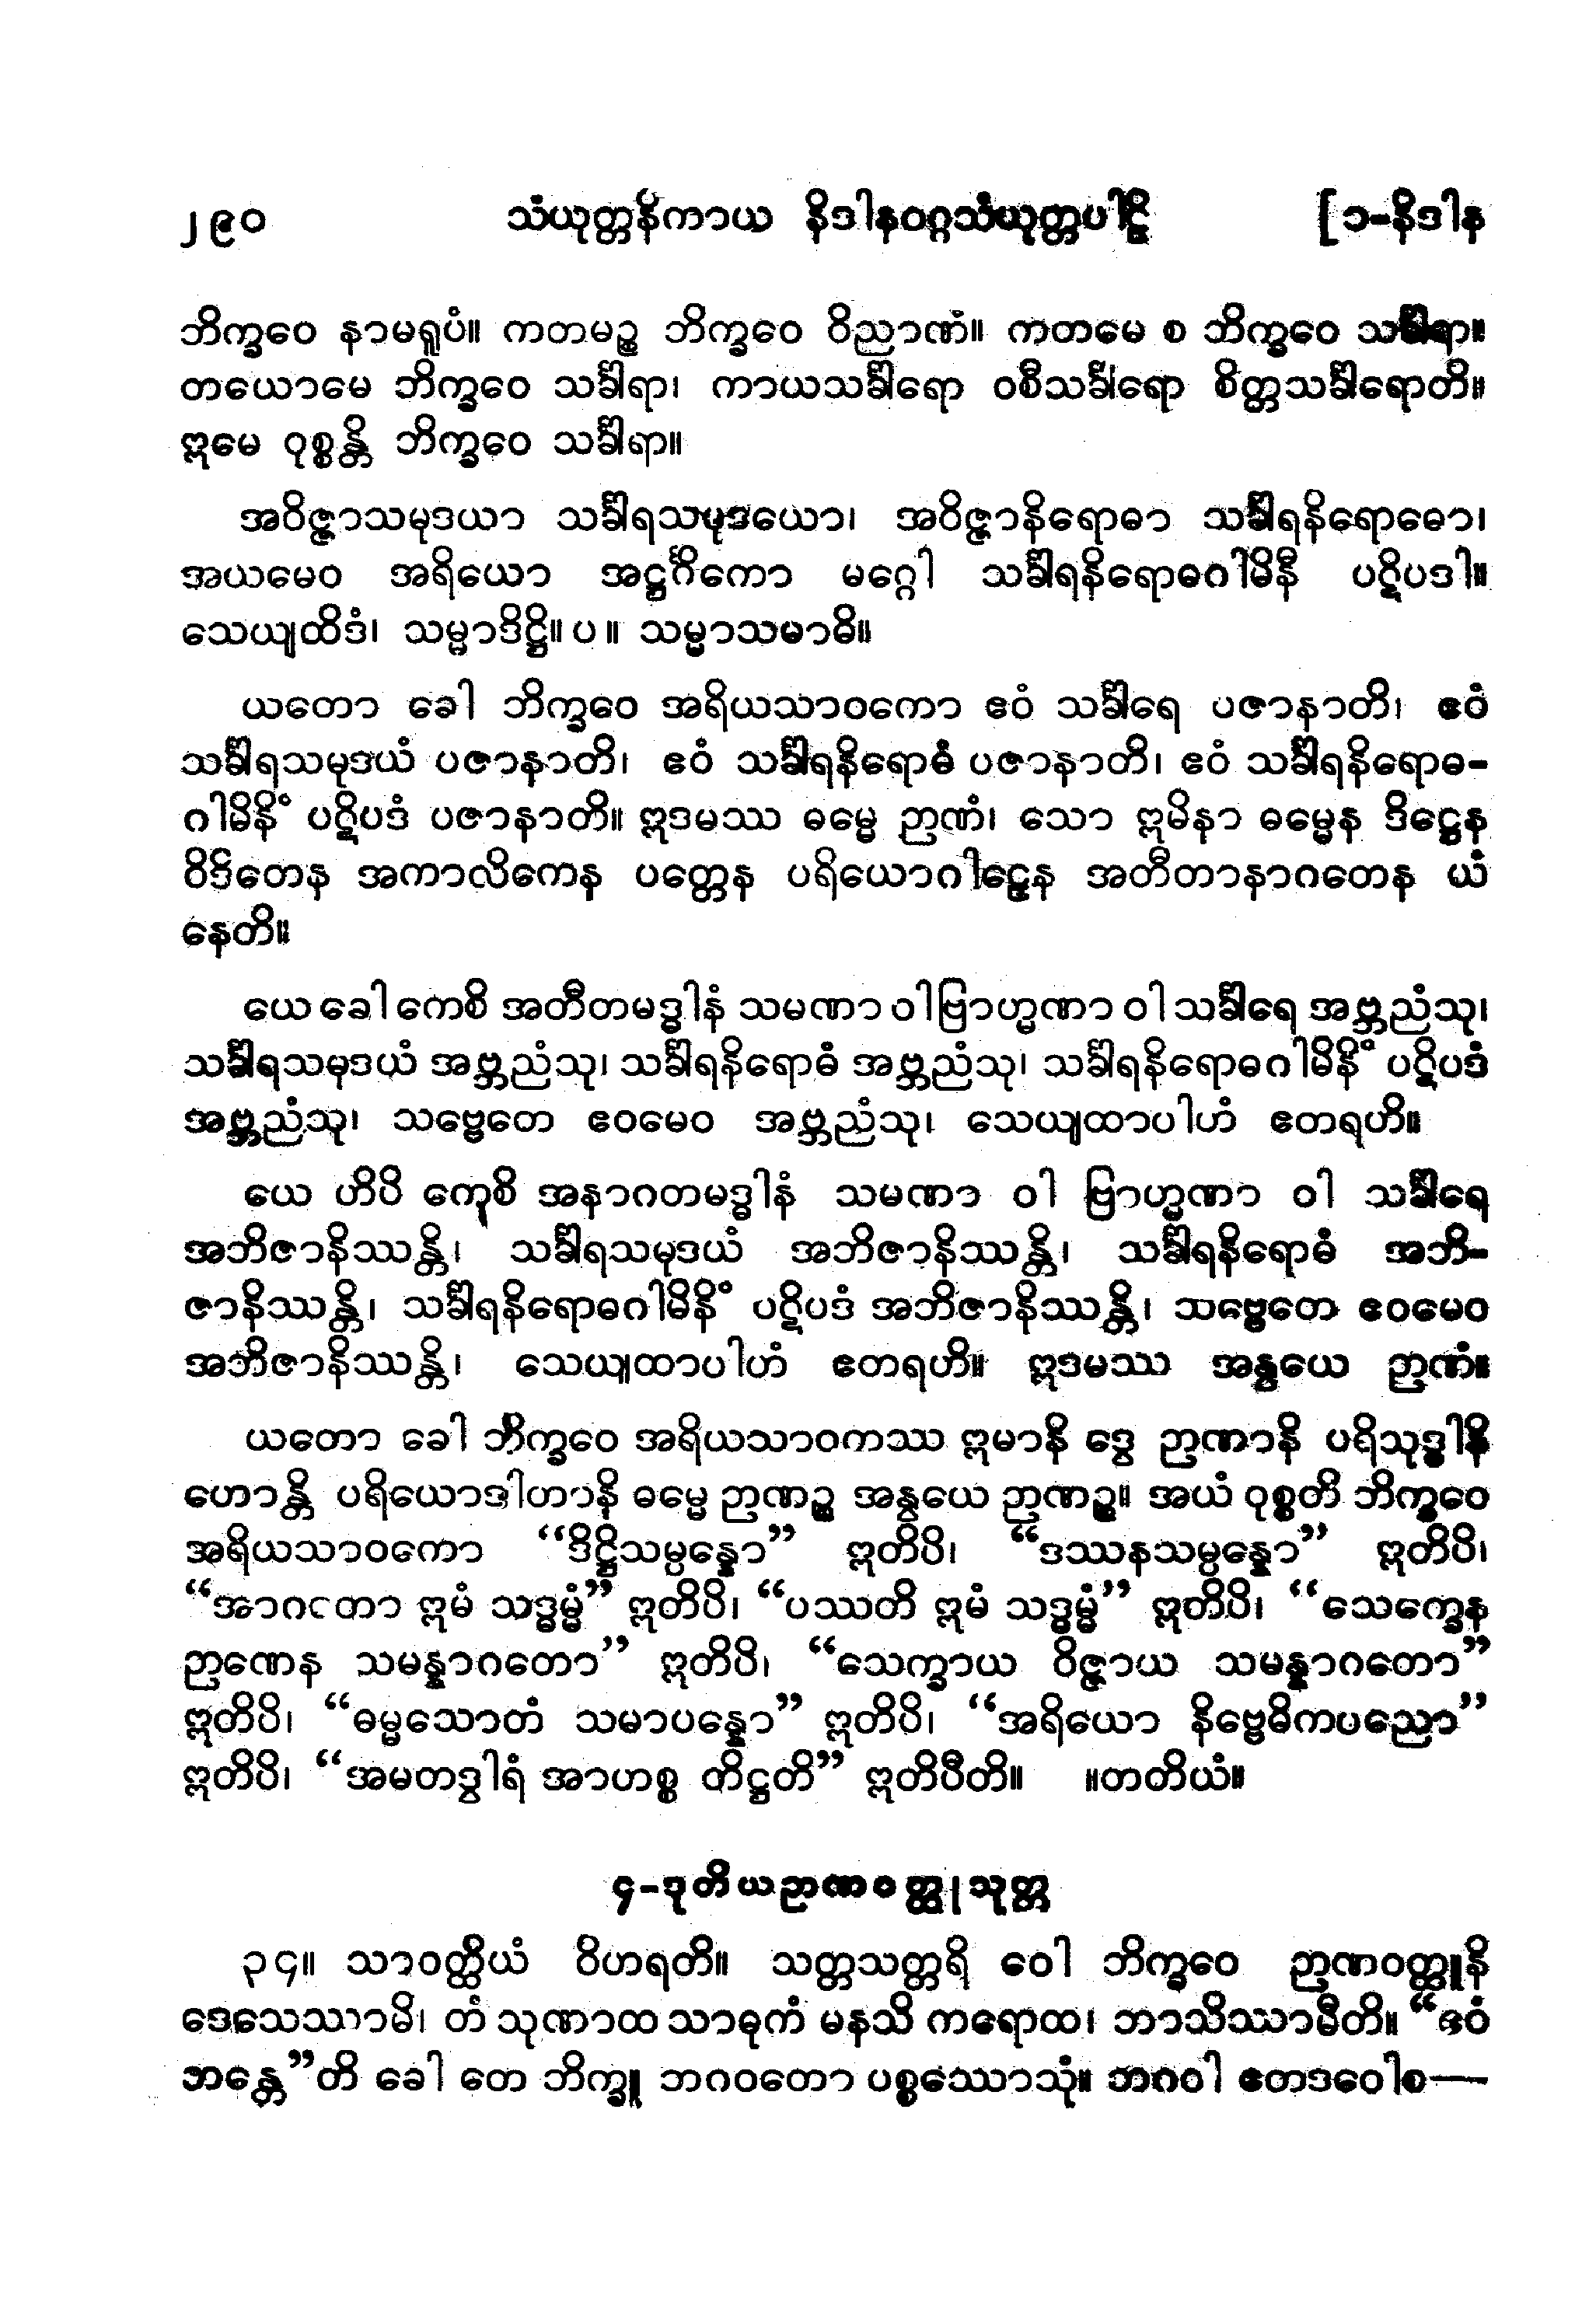 ၂၉၀ သံယုတ္တနိကာယ နိဒါနဝဂ္ဂသံယုတ္တပါဠိ [၁-နိဒါန
ဘိက္ခဝေ နာမရူပံ။ ကတမဉ္စ ဘိက္ခဝေ ဝိညာဏံ။ ကတမေ စ ဘိက္ခဝေ သင်္ခါရာ။
တယောမေ ဘိက္ခဝေ သင်္ခါရာ၊ ကာယသင်္ခါရော ဝစီသင်္ခါရော စိတ္တသင်္ခါရောတိ။
ဣမေ ဝုစ္စန္တိ ဘိက္ခဝေ သင်္ခါရာ။
အဝိဇ္ဇာသမုဒယာ သင်္ခါရသမုဒယော၊ အဝိဇ္ဇာနိရောဓာ သင်္ခါရနိရောဓော၊
အယမေဝ အရိယော အဋ္ဌင်္ဂိကော မဂ္ဂေါ သင်္ခါရနိရောဓဂါမိနီ ပဋိပဒါ။
သေယျထိဒံ၊ သမ္မာဒိဋ္ဌိ။ ပ ။ သမ္မာသမာဓိ။
ယတော ခေါ ဘိက္ခဝေ အရိယသာဝကော ဧဝံ သင်္ခါရေ ပဇာနာတိ၊ ဧဝံ
သင်္ခါရသမုဒယံ ပဇာနာတိ၊ ဧဝံ သင်္ခါရနိရောဓံ ပဇာနာတိ၊ ဧဝံ သင်္ခါရနိရောဓ-
ဂါမိနိံ ပဋိပဒံ ပဇာနာတိ။ ဣဒမဿ ဓမ္မေ ဉာဏံ၊ သော ဣမိနာ ဓမ္မေန ဒိဋ္ဌေန
ဝိဒိတေန အကာလိကေန ပတ္တေန ပရိယောဂါဠှေန အတီတာနာဂတေန ယံ
နေတိ။
ယေ ခေါ ကေစိ အတီတမဒ္ဓါနံ သမဏာ ဝါ ဗြာဟ္မဏာ ဝါ သင်္ခါရေ အဗ္ဘညံသု၊
သင်္ခါရသမုဒယံ အဗ္ဘညံသု၊ သင်္ခါရနိရောဓံ အဗ္ဘညံသု၊ သင်္ခါရနိရောဓဂါမိနိံ ပဋိပဒံ
အဗ္ဘညံသု၊ သဗ္ဗေတေ ဧဝမေဝ အဗ္ဘညံသု၊ သေယျထာပါဟံ ဧတရဟိ။
ယေ ဟိပိ ကေစိ အနာဂတမဒ္ဓါနံ သမဏာ ဝါ ဗြာဟ္မဏာ ဝါ သင်္ခါရေ
အဘိဇာနိဿန္တိ၊ သင်္ခါရသမုဒယံ အဘိဇာနိဿန္တိ၊ သင်္ခါရနိရောဓံ အဘိ-
ဇာနိဿန္တိ၊ သင်္ခါရနိရောဓဂါမိနိံ ပဋိပဒံ အဘိဇာနိဿန္တိ၊ သဗ္ဗေတေ ဧဝမေဝ
အဘိဇာနိဿန္တိ၊ သေယျထာပါဟံ ဧတရဟိ။ ဣဒမဿ အန္ဝယေ ဉာဏံ။
ယတော ခေါ ဘိက္ခဝေ အရိယသာဝကဿ ဣမာနိ ဒွေ ဉာဏာနိ ပရိသုဒ္ဓါနိ
ဟောန္တိ ပရိယောဒါတာနိ ဓမ္မေ ဉာဏဉ္စ အန္ဝယေ ဉာဏဉ္စ။ အယံ ဝုစ္စတိ ဘိက္ခဝေ
အရိယသာဝကော “ဒိဋ္ဌိသမ္ပန္နော” ဣတိပိ၊ “ဒဿနသမ္ပန္နော” ဣတိပိ၊
“အာဂတော ဣမံ သဒ္ဓမ္မံ” ဣတိပိ၊ “ပဿတိ ဣမံ သဒ္ဓမ္မံ” ဣတိပိ၊ “သေက္ခေန
ဉာဏေန သမန္နာဂတော” ဣတိပိ၊ “သေက္ခာယ ဝိဇ္ဇာယ သမန္နာဂတော”
ဣတိပိ၊ “ဓမ္မသောတံ သမာပန္နော” ဣတိပိ၊ “အရိယော နိဗ္ဗေဓိကပညော”
ဣတိပိ၊ “အမတဒွါရံ အာဟစ္စ တိဋ္ဌတိ” ဣတိပီတိ။ ။တတိယံ။
၄-ဒုတိယဉာဏဝတ္ထုသုတ္တ
၃၄။ သာဝတ္ထိယံ ဝိဟရတိ။ သတ္တသတ္တရိ ဝေါ ဘိက္ခဝေ ဉာဏဝတ္ထူနိ
ဒေသေဿာမိ၊ တံ သုဏာထ သာဓုကံ မနသိ ကရောထ၊ ဘာသိဿာမီတိ။ “ဧဝံ
ဘန္တေ”တိ ခေါ တေ ဘိက္ခူ ဘဂဝတော ပစ္စဿောသုံ။ ဘဂဝါ ဧတဒဝေါစ—